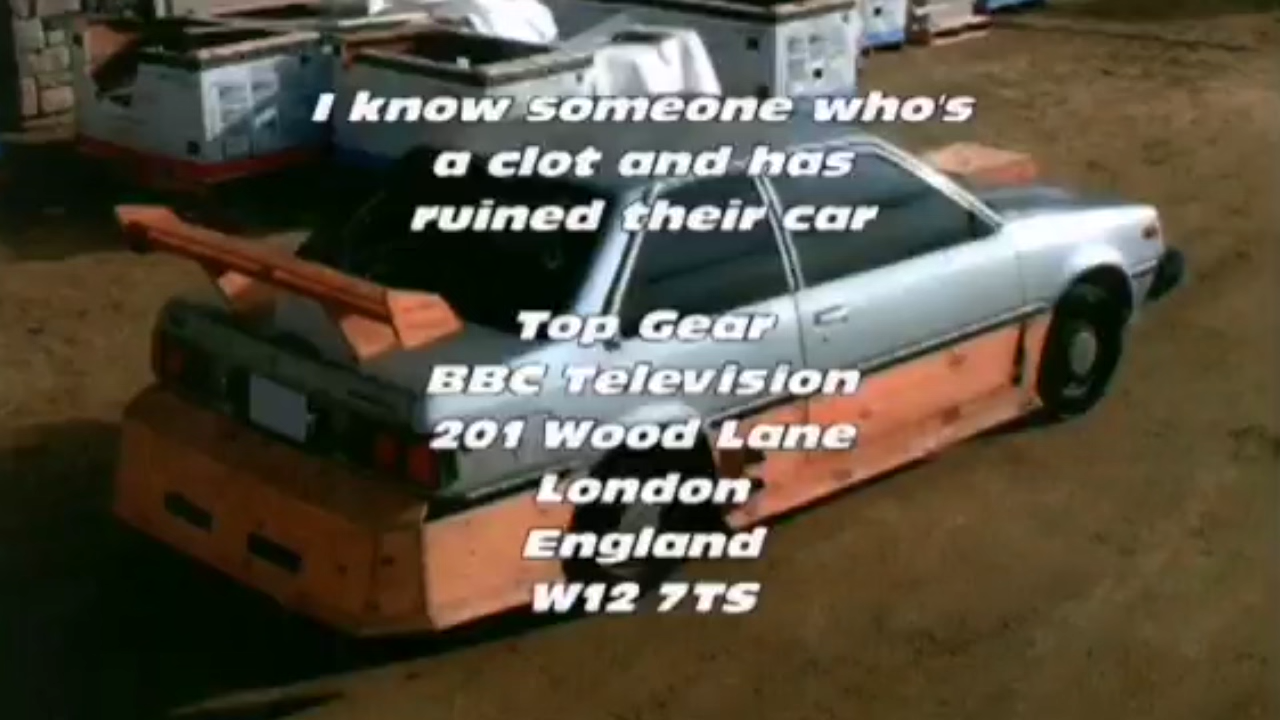 I know someone who's
a clot and has
ruined their car
Top Gear
BBC Television
201 Wood Lane
London
England
W12 7TS